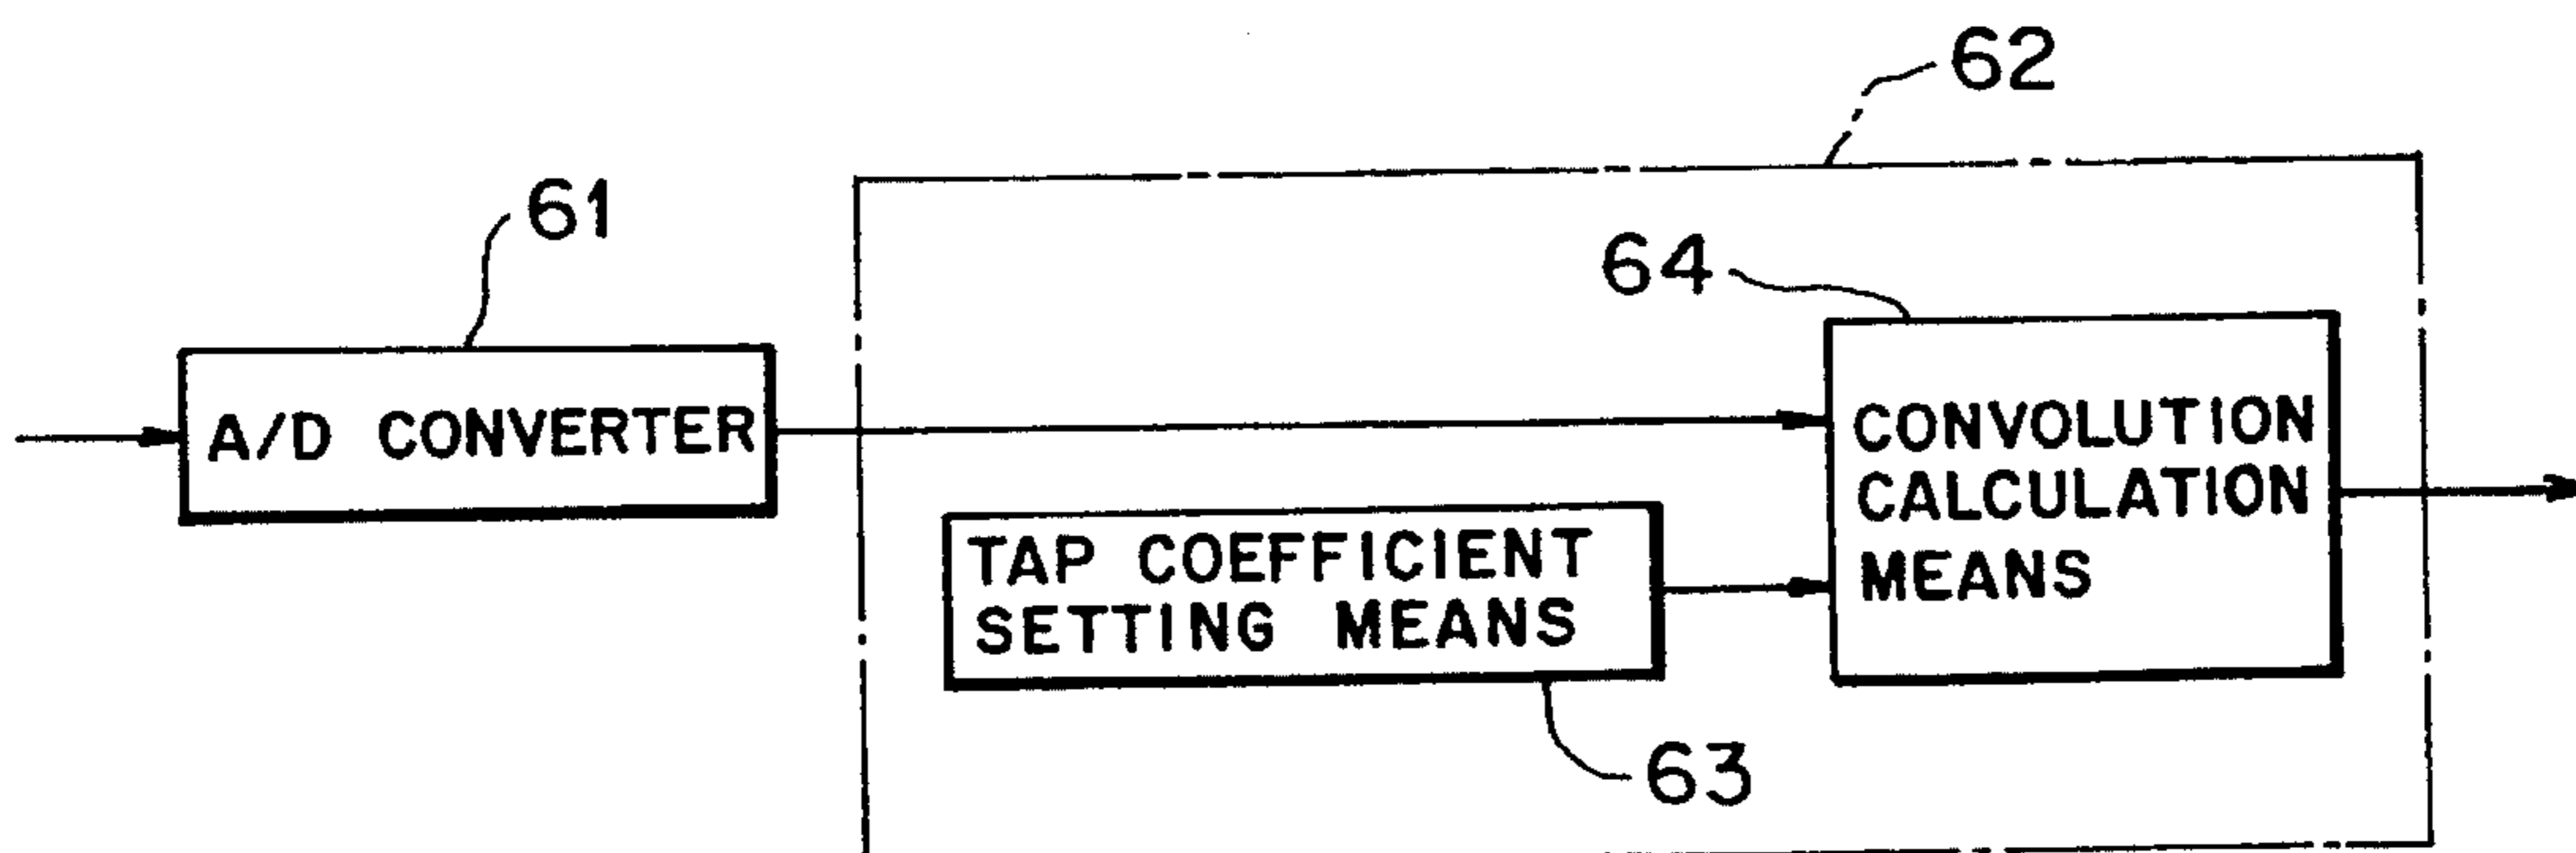 62
61
64
A/D CONVERTER
CONVOLUTION
CALCULATION
MEANS
TAP COEFFICIENT
SETTING MEANS
63